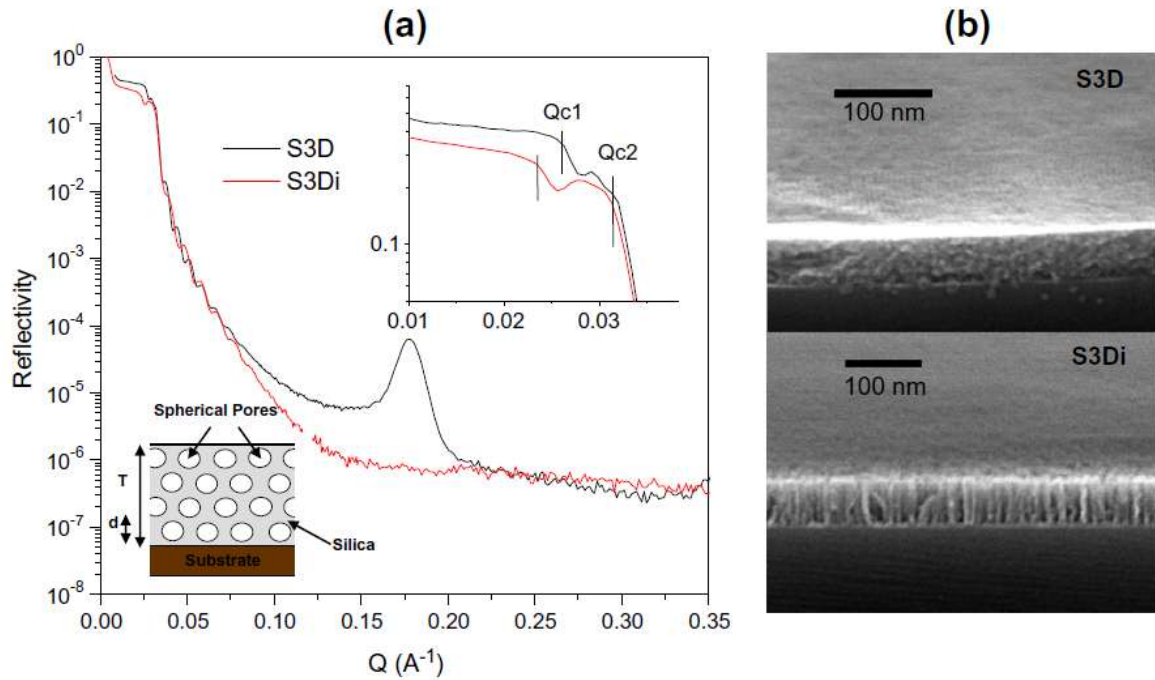 (a)
(b)
10⁰
10⁻¹
10⁻²
10⁻³
10⁻⁴
10⁻⁵
10⁻⁶
10⁻⁷
10⁻⁸
Reflectivity
S3D
S3Di
Qc1
Qc2
0.1
0.01
0.02
0.03
Spherical Pores
T
d
Silica
Substrate
0.00
0.05
0.10
0.15
0.20
0.25
0.30
0.35
Q (A⁻¹)
S3D
100 nm
S3Di
100 nm